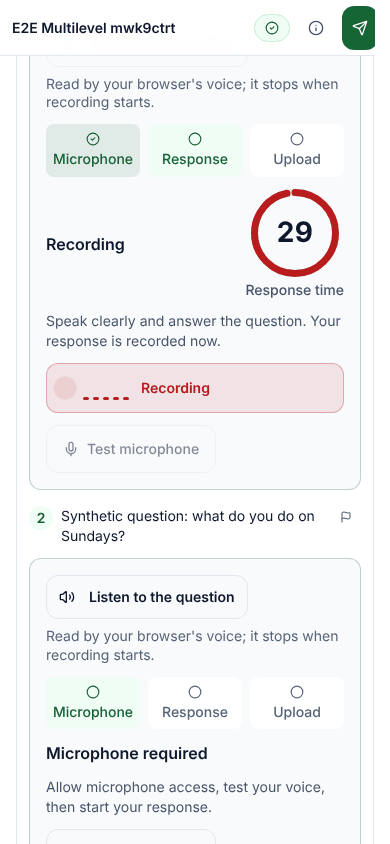 E2E Multilevel mwk9ctrt
Read by your browser's voice; it stops when
recording starts.
Microphone
Response
Upload
Recording
29
Response time
Speak clearly and answer the question. Your
response is recorded now.
Recording
Test microphone
2
Synthetic question: what do you do on
Sundays?
Listen to the question
Read by your browser's voice; it stops when
recording starts.
Microphone
Response
Upload
Microphone required
Allow microphone access, test your voice,
then start your response.